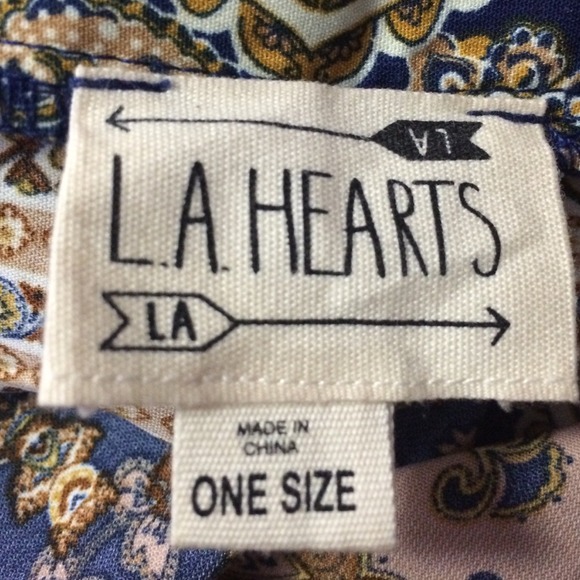 LA
L.A. HEARTS
LA
MADE IN
CHINA
ONE SIZE